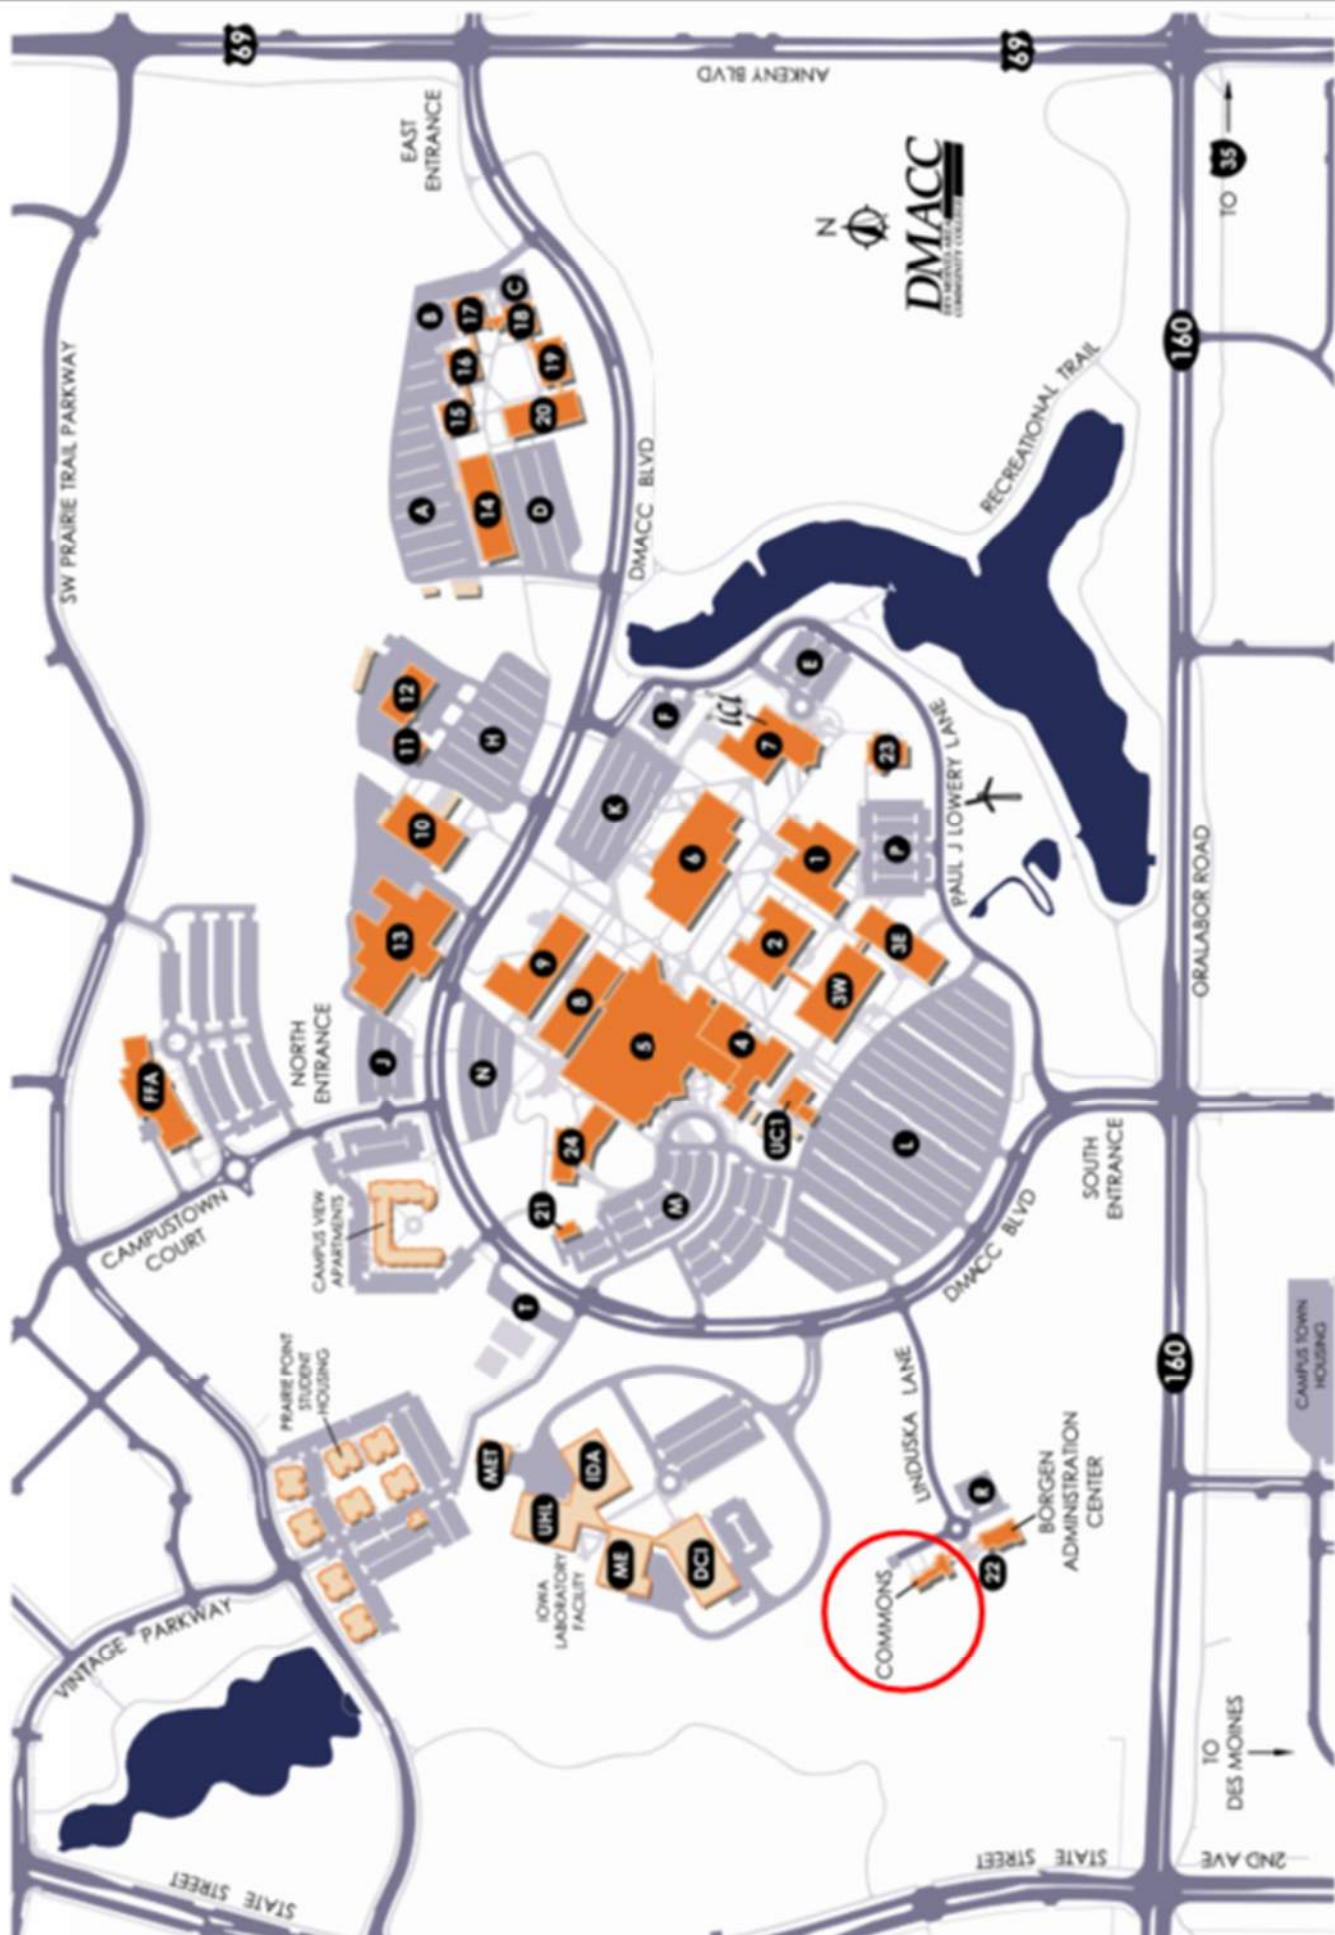 STATE STREET
VINTAGE PARKWAY
CAMPUSTOWN
COURT
FFA
SW PRAIRIE TRAIL PARKWAY
69
PRAIRIE POINT
STUDENT
HOUSING
CAMPUS VIEW
APARTMENTS
NORTH
ENTRANCE
J
13
10
11
12
A
B
EAST
ENTRANCE
14
15
16
17
D
20
19
18
C
H
MET
UHL
IDA
IOWA
LABORATORY
FACILITY
ME
DCI
T
21
24
N
9
8
5
K
F
DMACC BLVD
ANKENY BLVD
M
UC1
4
6
7
ICI
E
2
1
3W
3E
P
23
L
N
DMACC
DES MOINES AREA
COMMUNITY COLLEGE
COMMONS
LINDUSKA LANE
DMACC BLVD
PAUL J LOWERY LANE
RECREATIONAL TRAIL
22
R
BORGEN
ADMINISTRATION
CENTER
SOUTH
ENTRANCE
69
STATE STREET
160
160
ORALABOR ROAD
2ND AVE
TO
DES MOINES
TO 35
CAMPUS TOWN
HOUSING